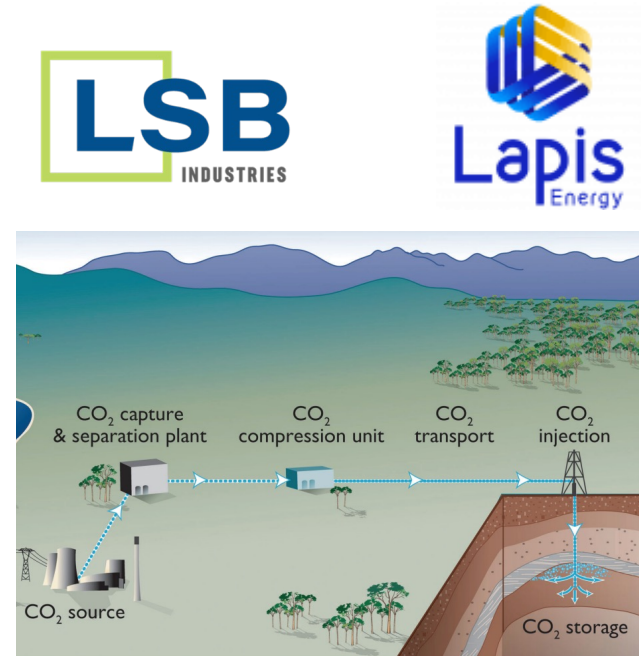 LSB
INDUSTRIES
Lapis
Energy
CO₂ capture
& separation plant
CO₂
compression unit
CO₂
transport
CO₂
injection
CO₂ source
CO₂ storage